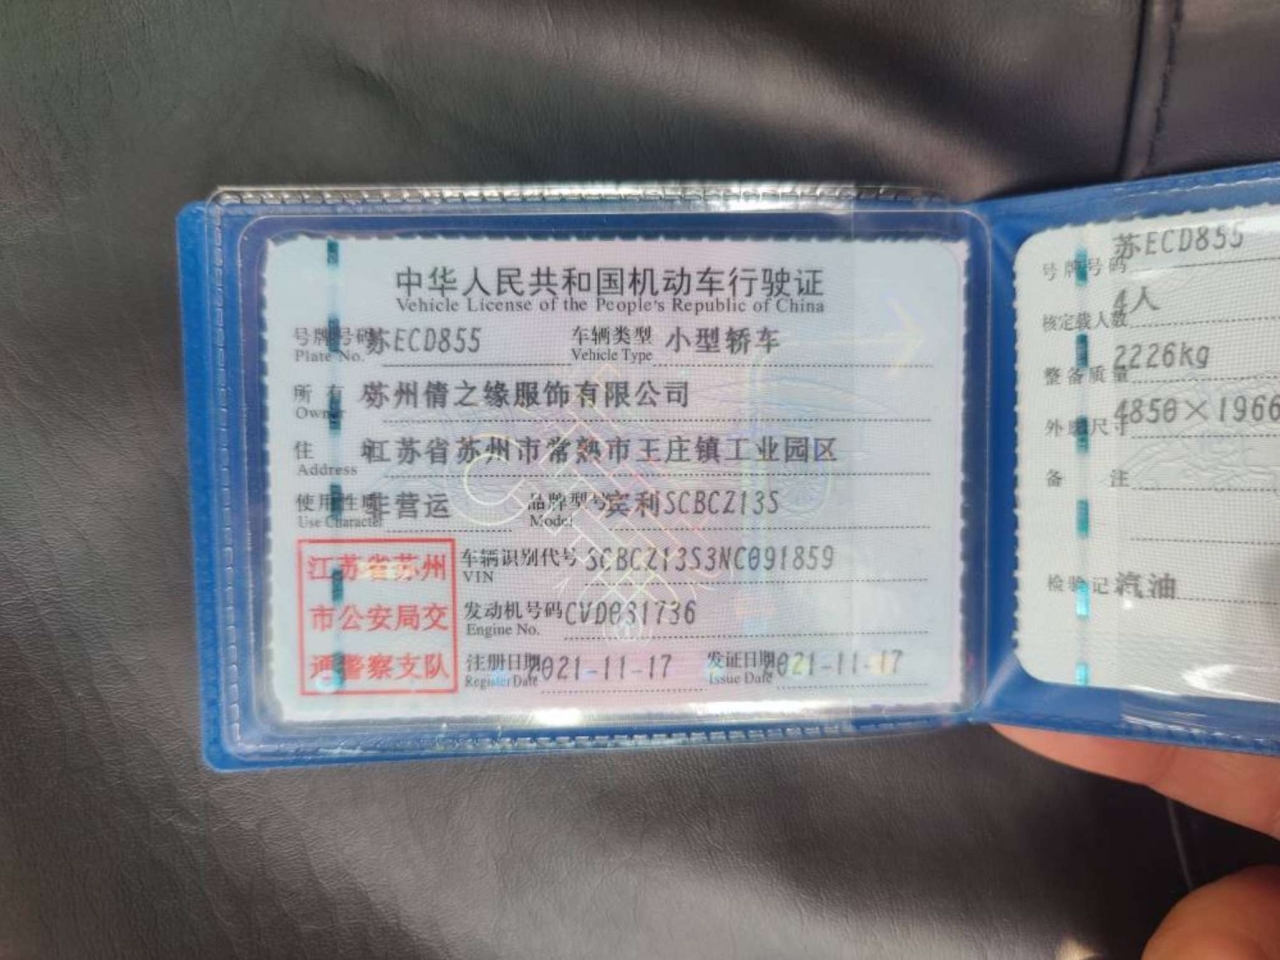 中华人民共和国机动车行驶证
Vehicle License of the People's Republic of China
号牌号码 苏ECD855 车辆类型 小型轿车
Plate No. Vehicle Type
所有 苏州倩之缘服饰有限公司
Owner
住 江苏省苏州市常熟市王庄镇工业园区
Address
使用性质 非营运 品牌型号 宾利SCBCZ13S
Use Character Model
江苏省苏州
市公安局交
通警察支队
车辆识别代号 SCBCZ13S3NC091859
VIN
发动机号码 CVD031736
Engine No.
注册日期 2021-11-17 发证日期 2021-11-17
Register Date Issue Date
号牌号码 苏ECD855
核定载人数 4人
整备质量 2226kg
外廓尺寸 4850×1966
备 注
检验记 汽油